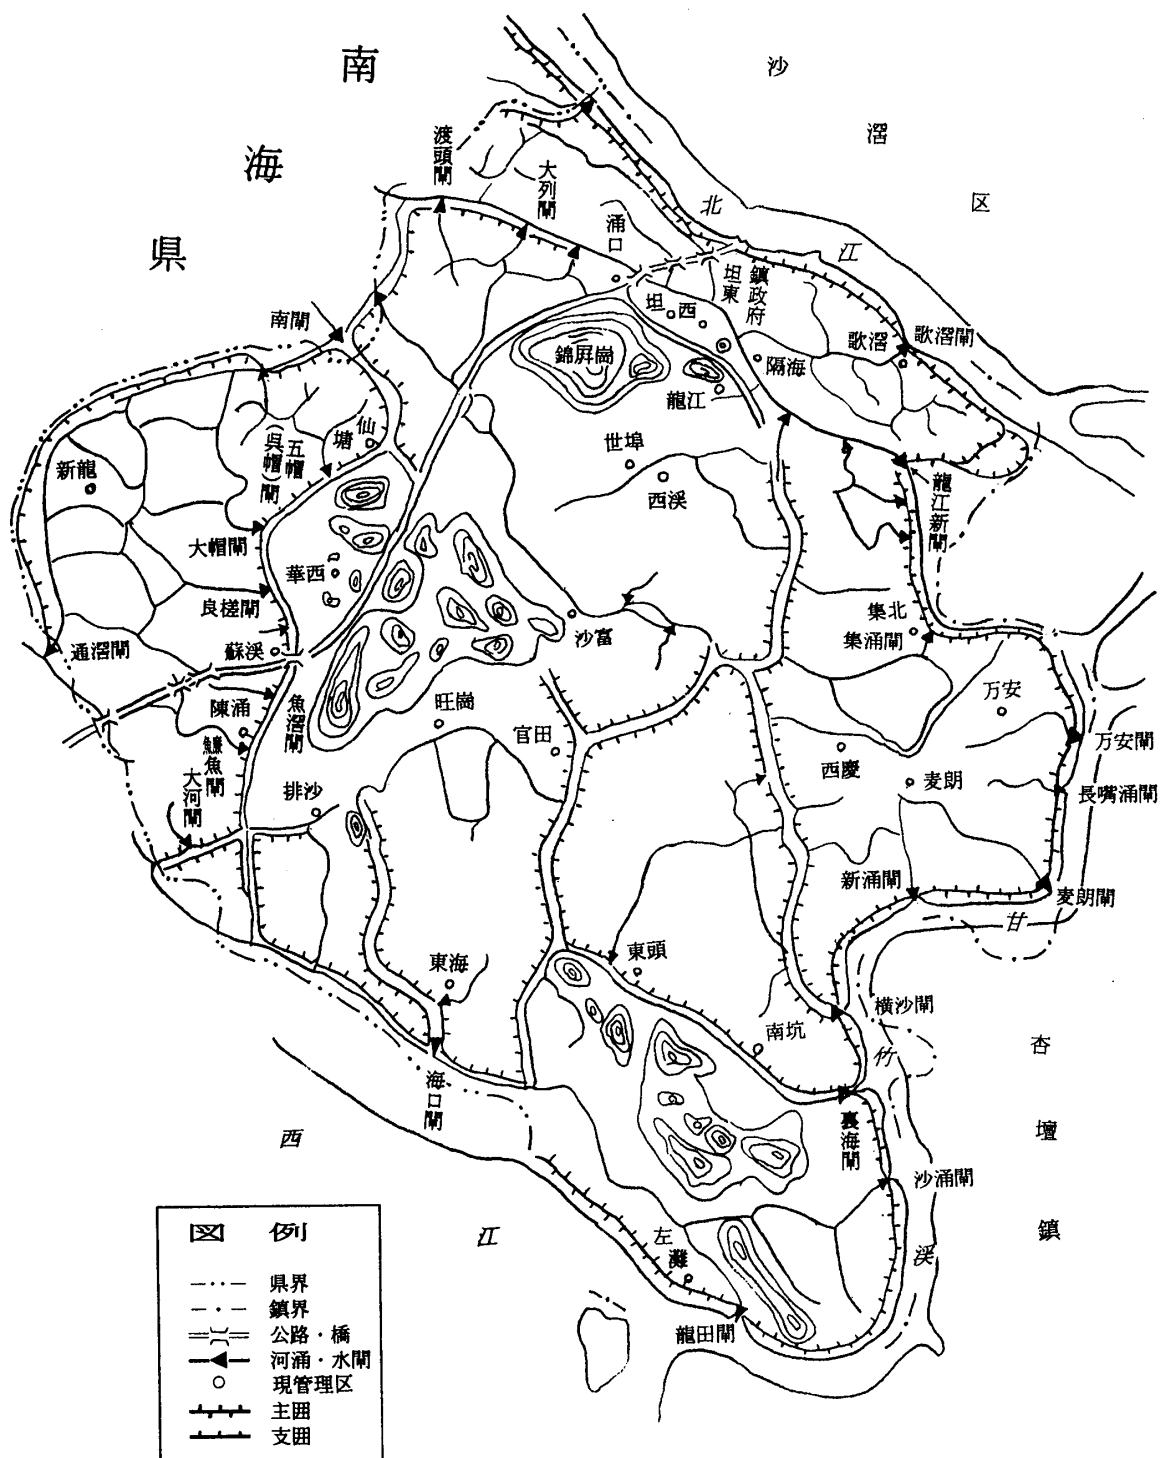 南海県
沙滘区
北江
渡頭閘
大列閘
涌口
坦西
坦東
鎮政府
歌滘
歌滘閘
錦屛崗
隔海
龍江
南閘
仙塘
五帽(呉帽)閘
世埠
西溪
新龍
龍江新閘
大帽閘
華西
良槎閘
集北
沙富
集涌閘
通滘閘
蘇溪
万安
陳涌
魚滘閘
旺崗
官田
万安閘
西慶
麦朗
魚閘
大河閘
排沙
長嘴涌閘
新涌閘
麦朗閘
甘竹溪
東海
東頭
横沙閘
南坑
杏壇鎮
海口閘
裏海閘
西江
沙涌閘
左灘
龍田閘
図 例
県界
鎮界
公路・橋
河涌・水閘
現管理区
主囲
支囲